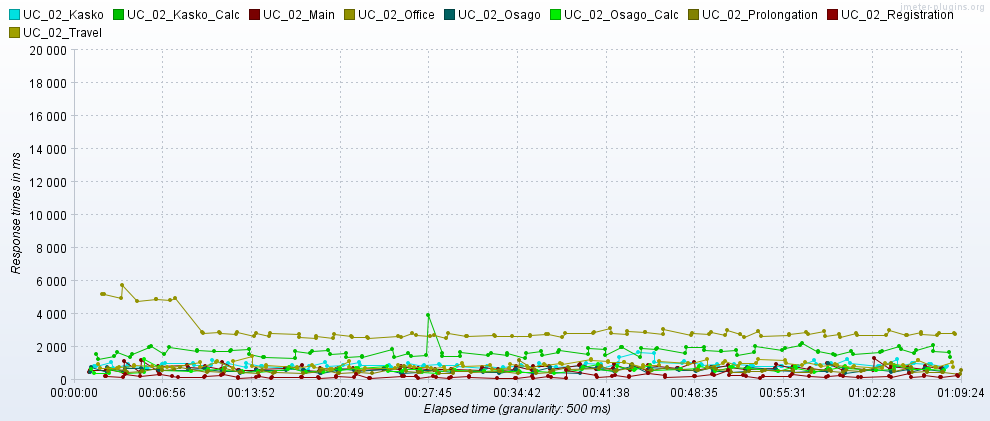 UC_02_Kasko UC_02_Kasko_Calc UC_02_Main UC_02_Office UC_02_Osago UC_02_Osago_Calc UC_02_Prolongation UC_02_Registration
UC_02_Travel
jmeter-plugins.org
20 000
18 000
16 000
14 000
12 000
10 000
8 000
6 000
4 000
2 000
0
Response times in ms
00:00:00 00:06:56 00:13:52 00:20:49 00:27:45 00:34:42 00:41:38 00:48:35 00:55:31 01:02:28 01:09:24
Elapsed time (granularity: 500 ms)